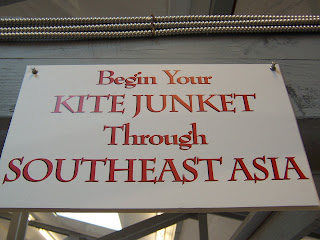 Begin Your
KITE JUNKET
Through
SOUTHEAST ASIA